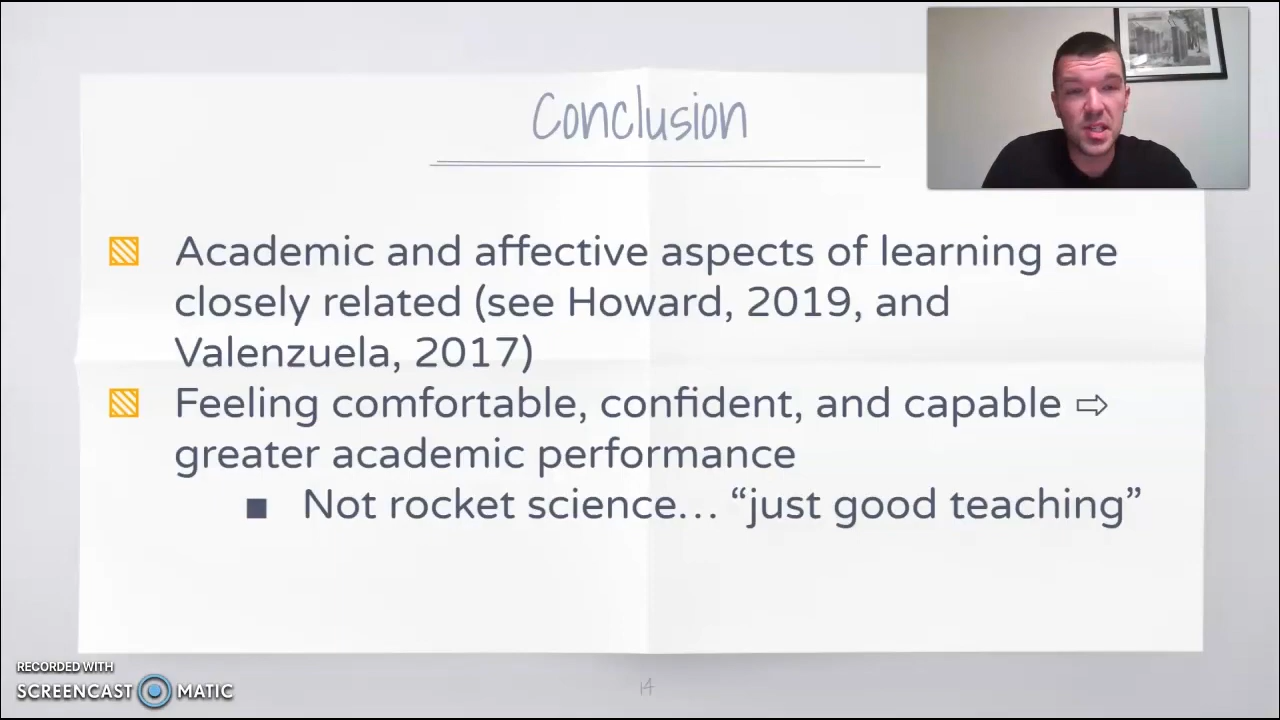 Conclusion
Academic and affective aspects of learning are
closely related (see Howard, 2019, and
Valenzuela, 2017)
Feeling comfortable, confident, and capable ⇨
greater academic performance
Not rocket science… “just good teaching”
RECORDED WITH
SCREENCAST MATIC
14